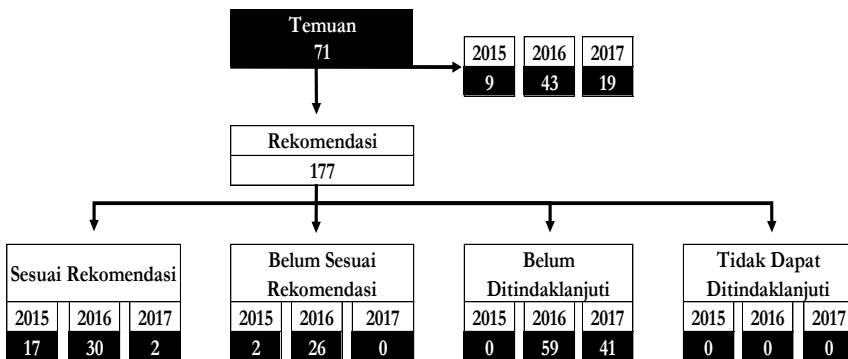 Temuan
71
2015 2016 2017
9 43 19
Rekomendasi
177
Sesuai Rekomendasi
2015 2016 2017
17 30 2
Belum Sesuai
Rekomendasi
2015 2016 2017
2 26 0
Belum
Ditindaklanjuti
2015 2016 2017
0 59 41
Tidak Dapat
Ditindaklanjuti
2015 2016 2017
0 0 0